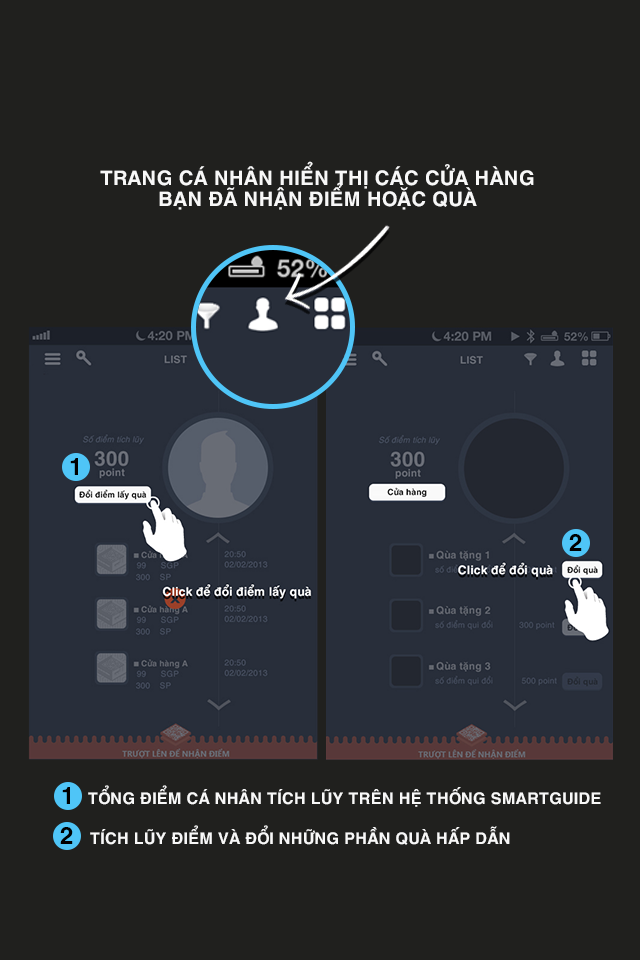 TRANG CÁ NHÂN HIỂN THỊ CÁC CỬA HÀNG
BẠN ĐÃ NHẬN ĐIỂM HOẶC QUÀ
52%
4:20 PM
LIST
Số điểm tích lũy
300
point
1
Đổi điểm lấy quà
Cửa hàng A
99 SGP
300 SP
20:50
02/02/2013
Click để đổi điểm lấy quà
Cửa hàng A
99 SGP
300 SP
20:50
02/02/2013
Cửa hàng A
99 SGP
300 SP
20:50
02/02/2013
TRƯỢT LÊN ĐỂ NHẬN ĐIỂM
4:20 PM 52%
LIST
Số điểm tích lũy
300
point
Cửa hàng
2
Qùa tặng 1
Click để đổi quà
Đổi quà
Qùa tặng 2
số điểm qui đổi
300 point
Qùa tặng 3
số điểm qui đổi
500 point
Đổi quà
TRƯỢT LÊN ĐỂ NHẬN ĐIỂM
1 TỔNG ĐIỂM CÁ NHÂN TÍCH LŨY TRÊN HỆ THỐNG SMARTGUIDE
2 TÍCH LŨY ĐIỂM VÀ ĐỔI NHỮNG PHẦN QUÀ HẤP DẪN